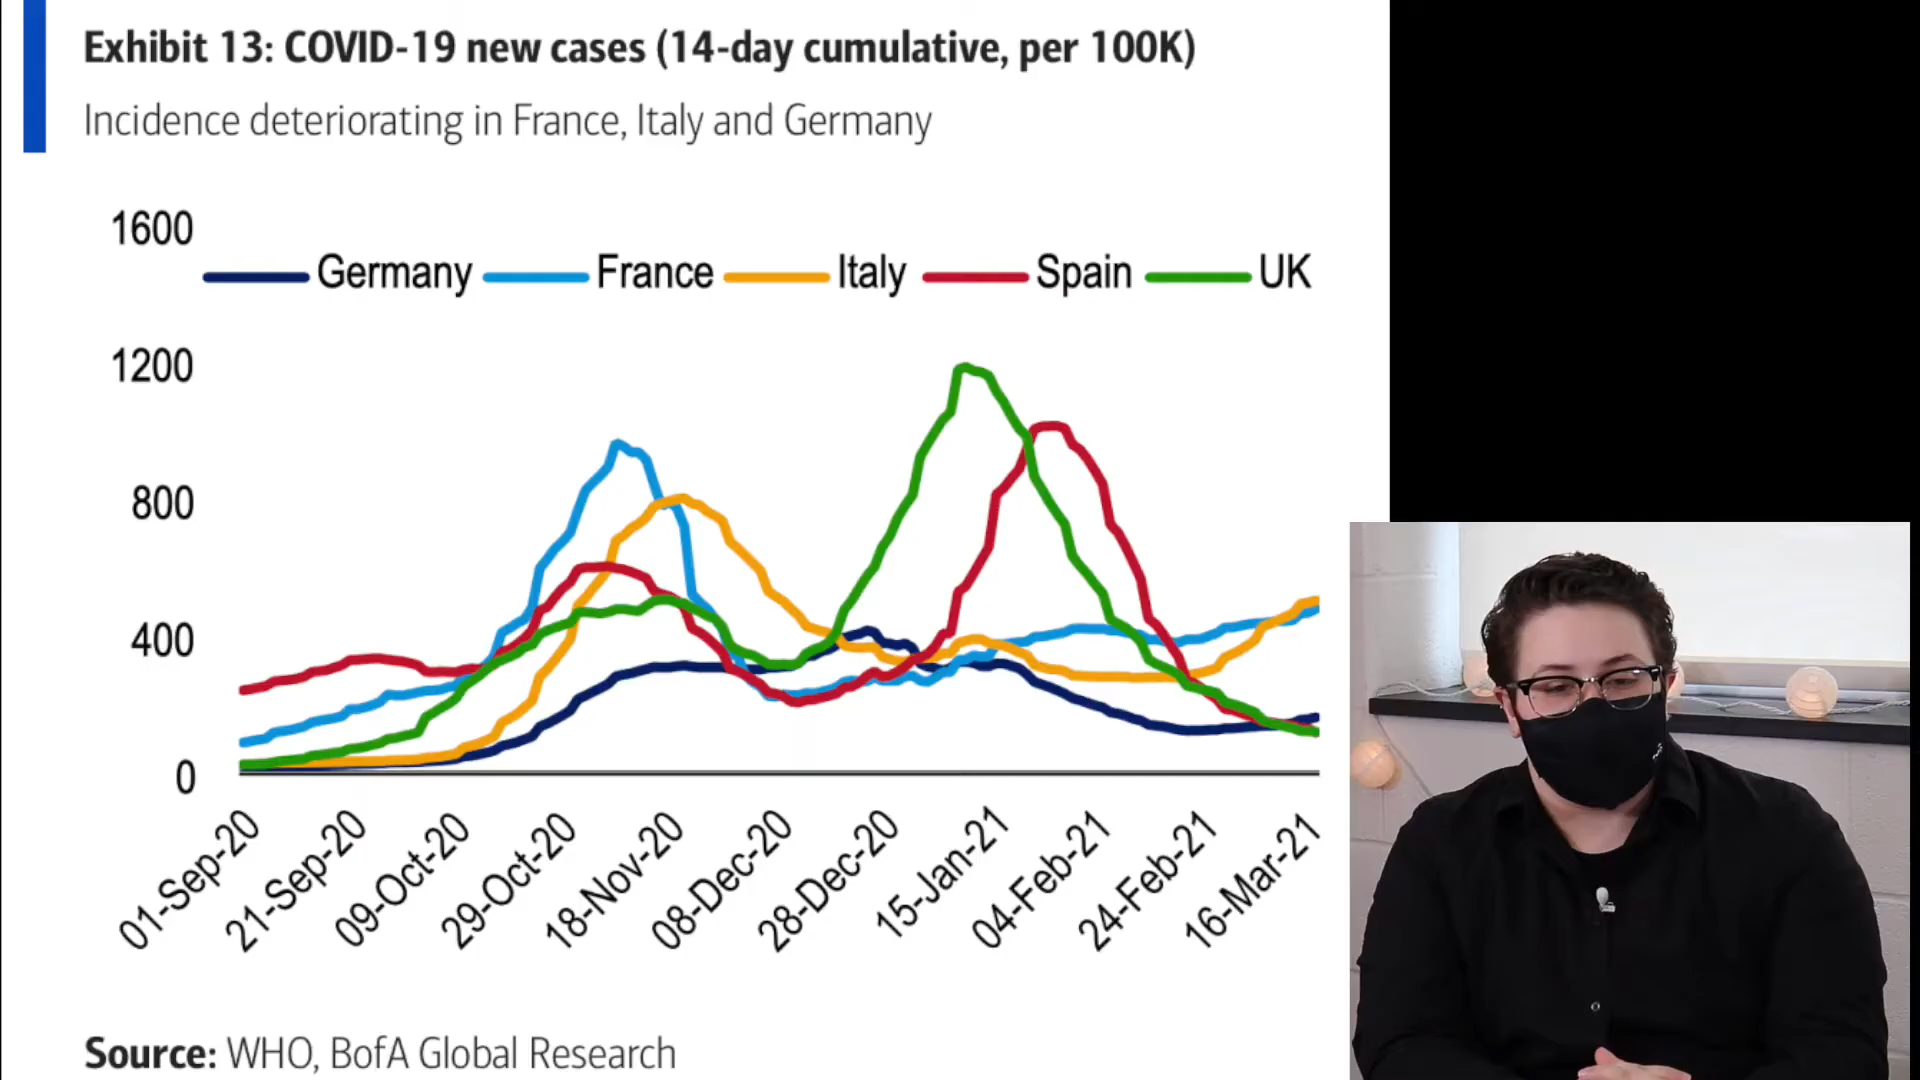 Exhibit 13: COVID-19 new cases (14-day cumulative, per 100K)
Incidence deteriorating in France, Italy and Germany
1600
Germany France Italy Spain UK
1200
800
400
0
01-Sep-20 21-Sep-20 09-Oct-20 29-Oct-20 18-Nov-20 08-Dec-20 28-Dec-20 15-Jan-21 04-Feb-21 24-Feb-21 16-Mar-21
Source: WHO, BofA Global Research